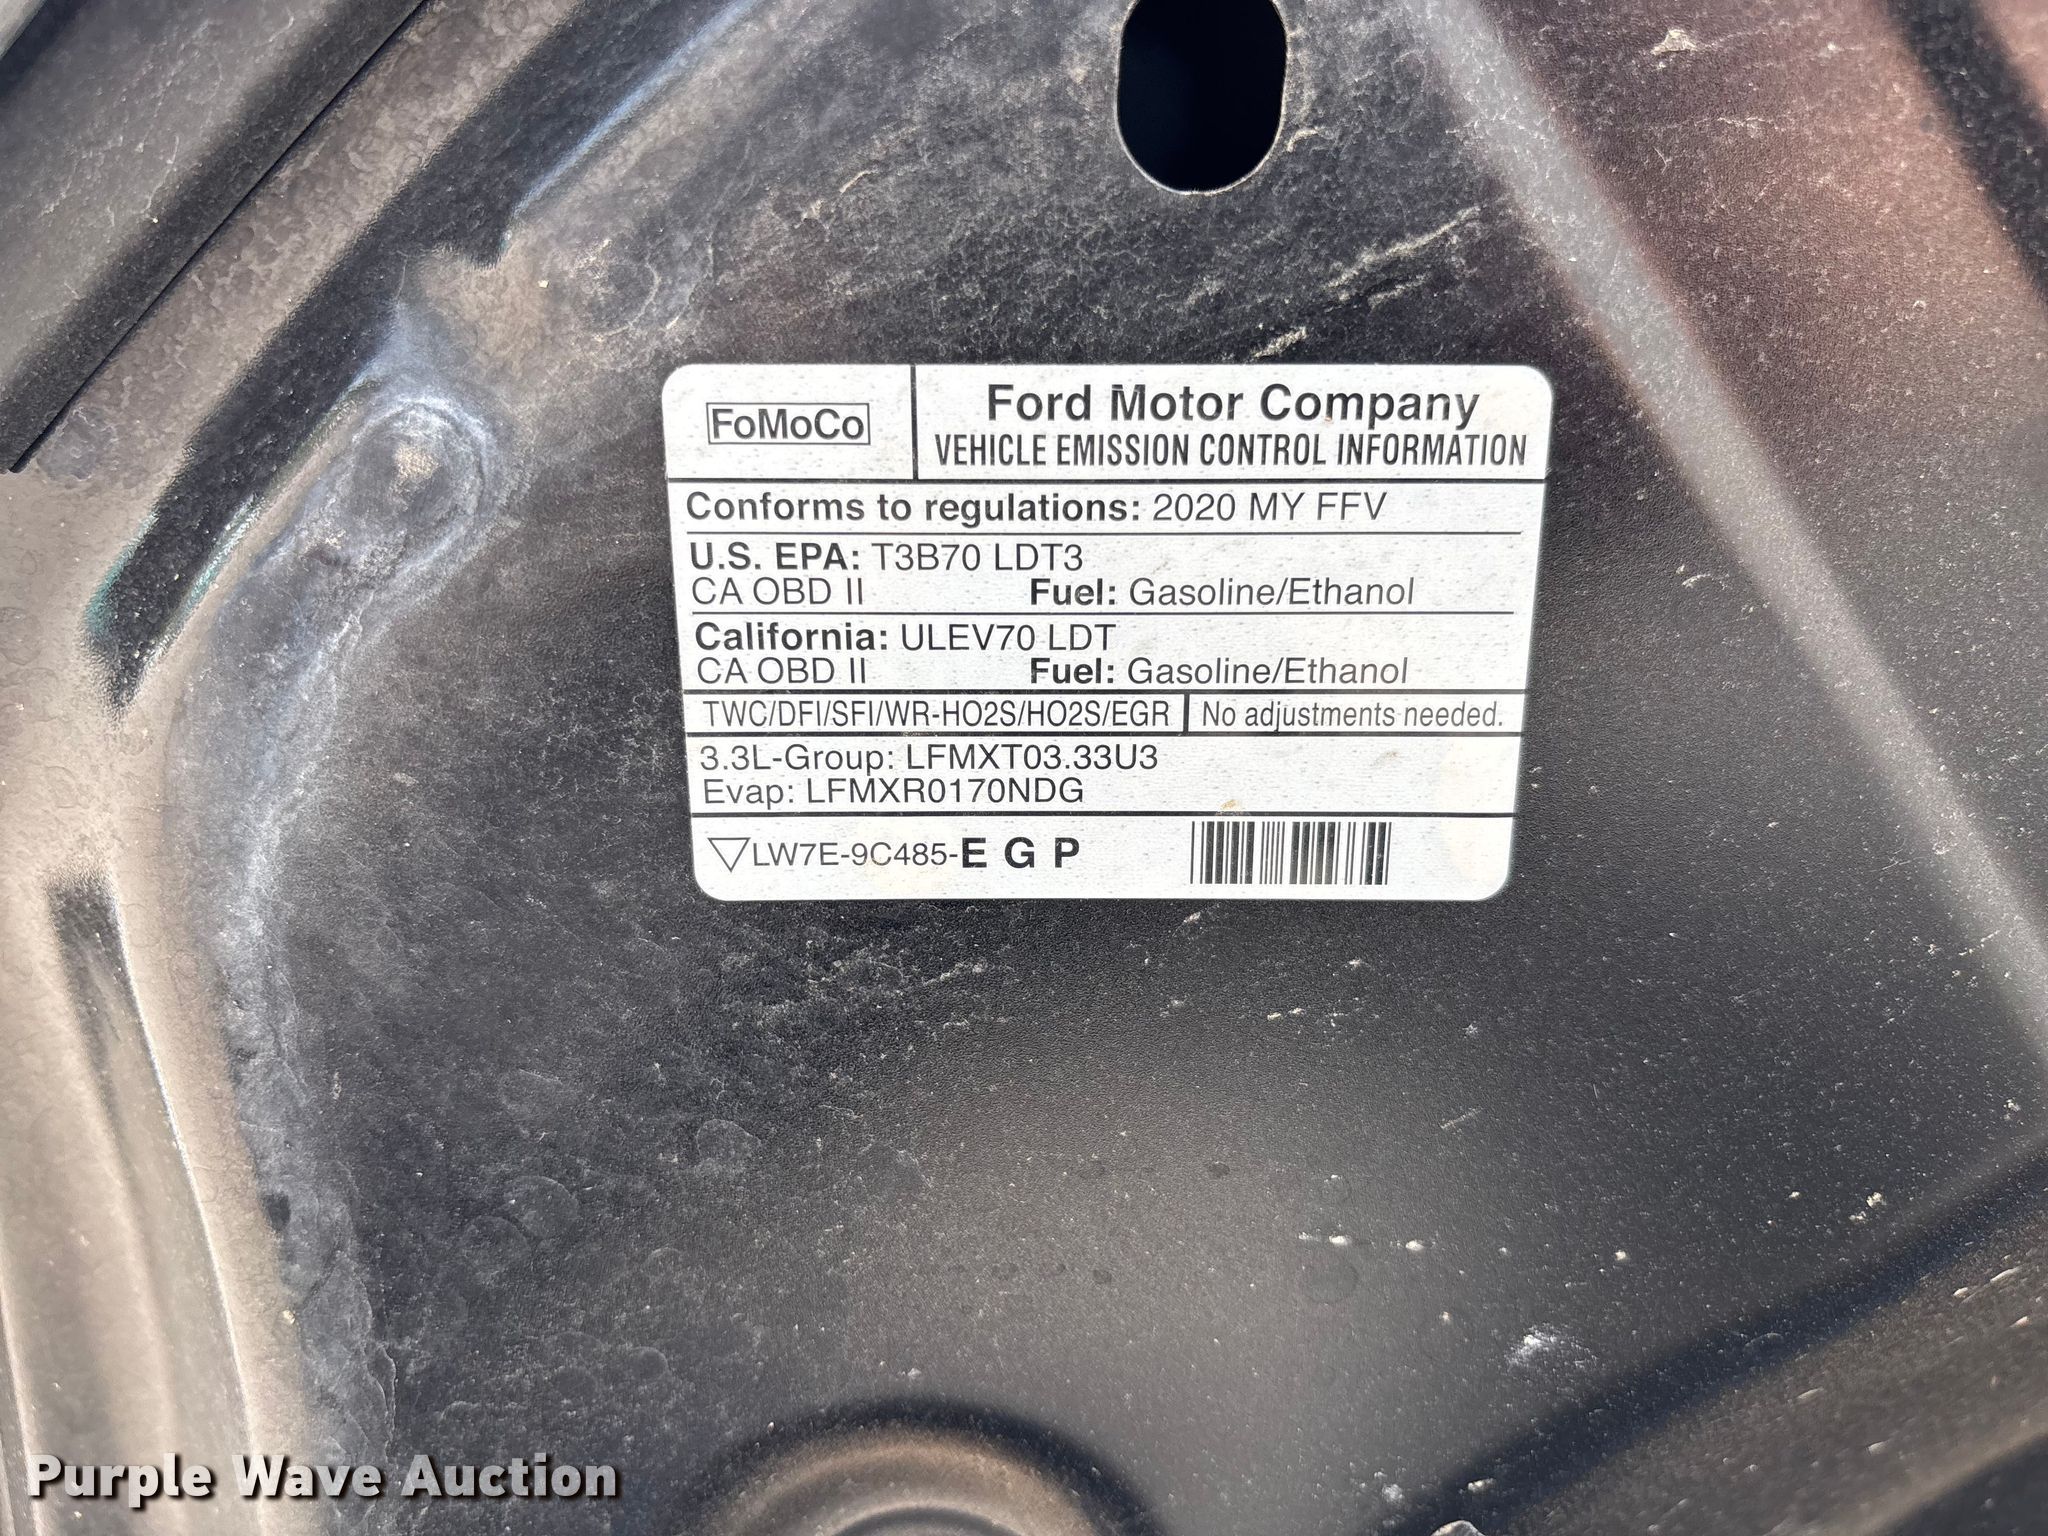 FoMoCo
Ford Motor Company
VEHICLE EMISSION CONTROL INFORMATION
Conforms to regulations: 2020 MY FFV
U.S. EPA: T3B70 LDT3
CA OBD II Fuel: Gasoline/Ethanol
California: ULEV70 LDT
CA OBD II Fuel: Gasoline/Ethanol
TWC/DFI/SFI/WR-HO2S/HO2S/EGR No adjustments needed.
3.3L-Group: LFMXT03.33U3
Evap: LFMXR0170NDG
LW7E-9C485-E G P
Purple Wave Auction